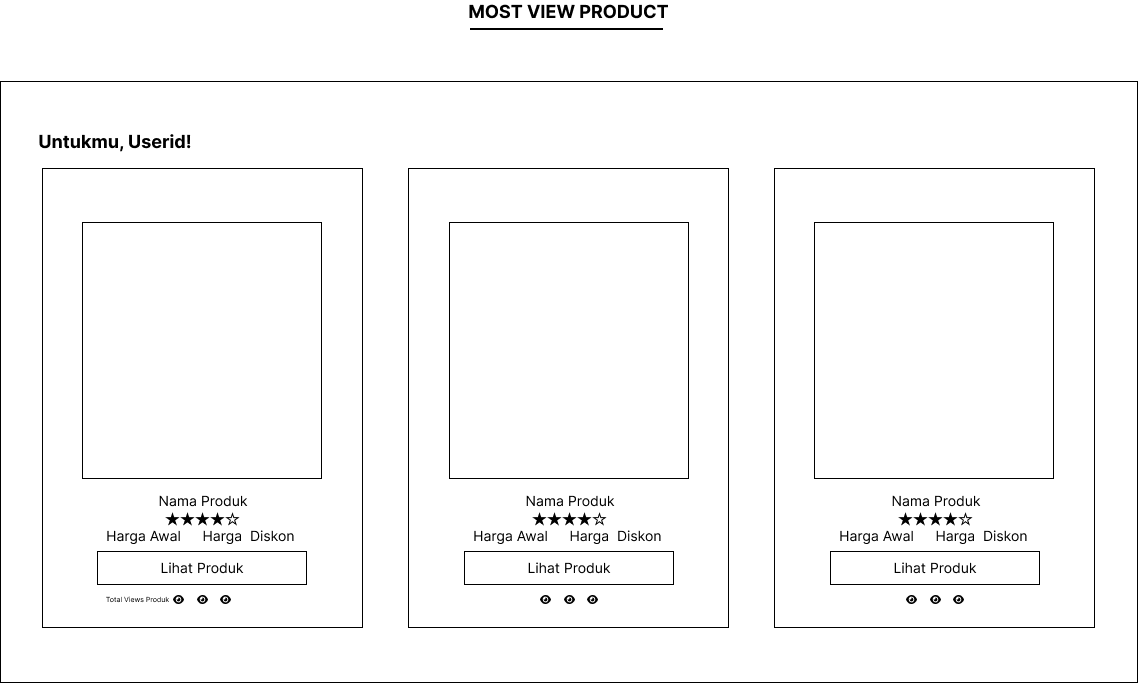 MOST VIEW PRODUCT
Untukmu, Userid!
Nama Produk
★★★★☆
Harga Awal Harga Diskon
Lihat Produk
Total Views Produk
Nama Produk
★★★★☆
Harga Awal Harga Diskon
Lihat Produk
Nama Produk
★★★★☆
Harga Awal Harga Diskon
Lihat Produk